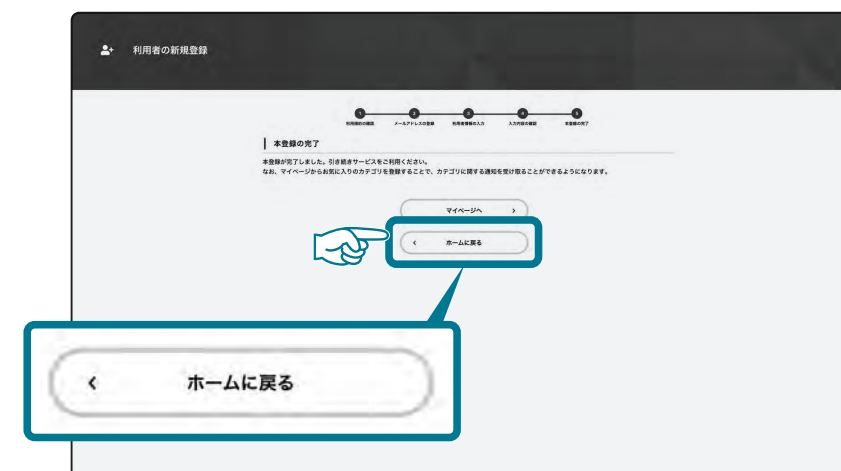 利用者の新規登録
1 2 3 4 5
利用規約の確認 メールアドレスの登録 利用者情報の入力 入力内容の確認 本登録の完了
本登録の完了
本登録が完了しました。引き続きサービスをご利用ください。
なお、マイページからお気に入りのカテゴリを登録することで、カテゴリに関する通知を受け取ることができるようになります。
マイページへ
ホームに戻る
ホームに戻る